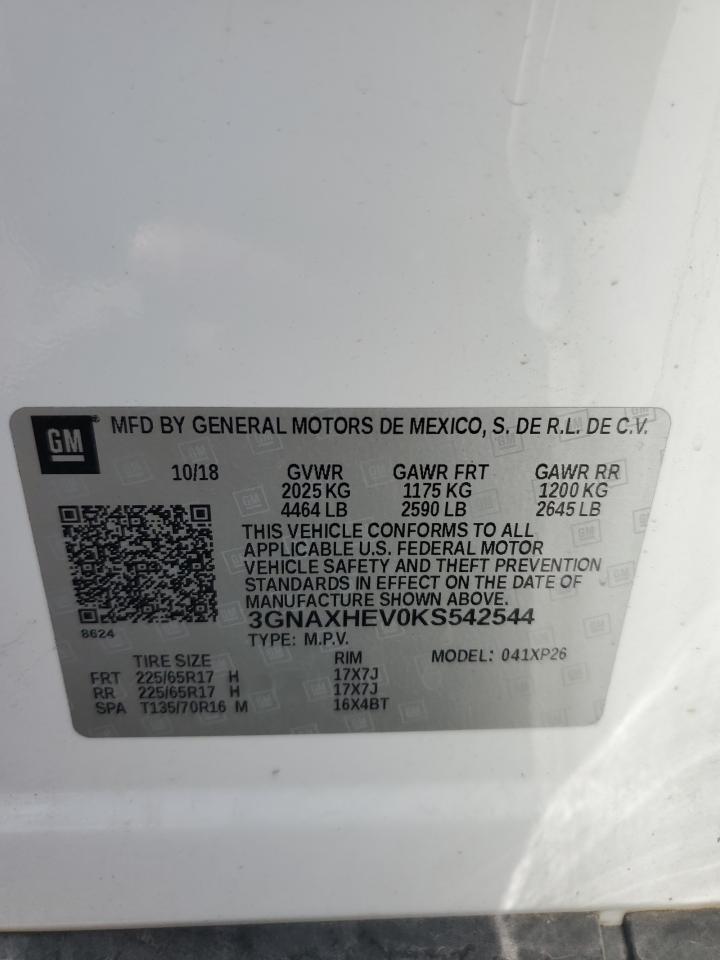 GM ® MFD BY GENERAL MOTORS DE MEXICO, S. DE R.L. DE C.V.
10/18 GVWR GAWR FRT GAWR RR
2025 KG 1175 KG 1200 KG
4464 LB 2590 LB 2645 LB
THIS VEHICLE CONFORMS TO ALL
APPLICABLE U.S. FEDERAL MOTOR
VEHICLE SAFETY AND THEFT PREVENTION
STANDARDS IN EFFECT ON THE DATE OF
MANUFACTURE SHOWN ABOVE.
3GNAXHEV0KS542544
8624
TYPE: M.P.V.
TIRE SIZE RIM MODEL: 041XP26
FRT 225/65R17 H 17X7J
RR 225/65R17 H 17X7J
SPA T135/70R16 M 16X4BT